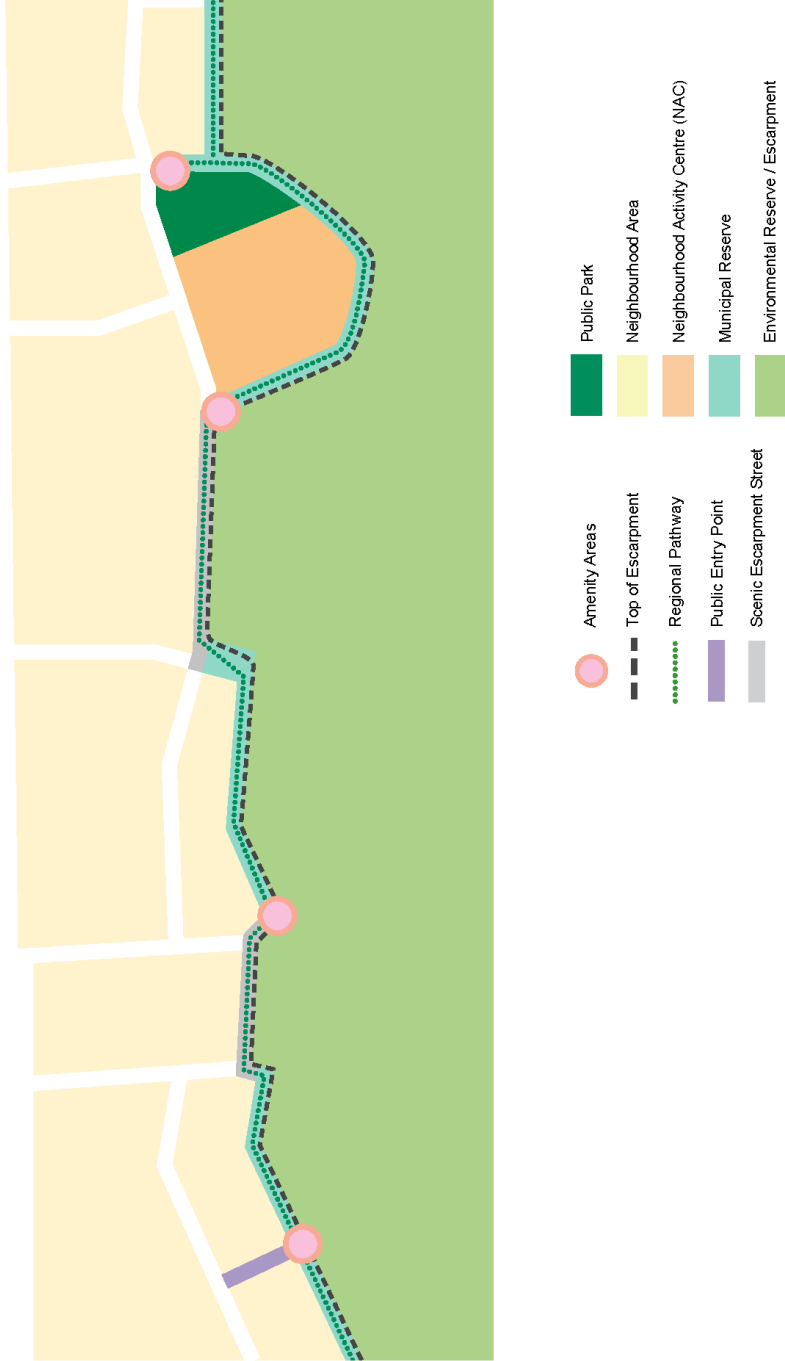 Amenity Areas
Top of Escarpment
Regional Pathway
Public Entry Point
Scenic Escarpment Street
Public Park
Neighbourhood Area
Neighbourhood Activity Centre (NAC)
Municipal Reserve
Environmental Reserve / Escarpment